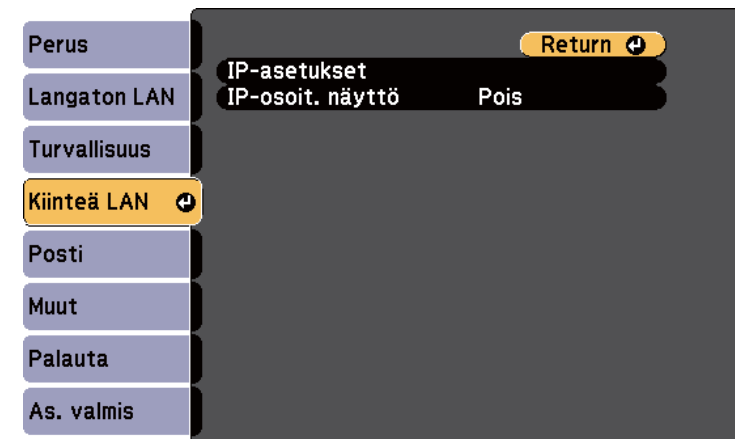 Perus
Langaton LAN
Turvallisuus
Kiinteä LAN
Posti
Muut
Palauta
As. valmis
Return
IP-asetukset
IP-osoit. näyttö Pois